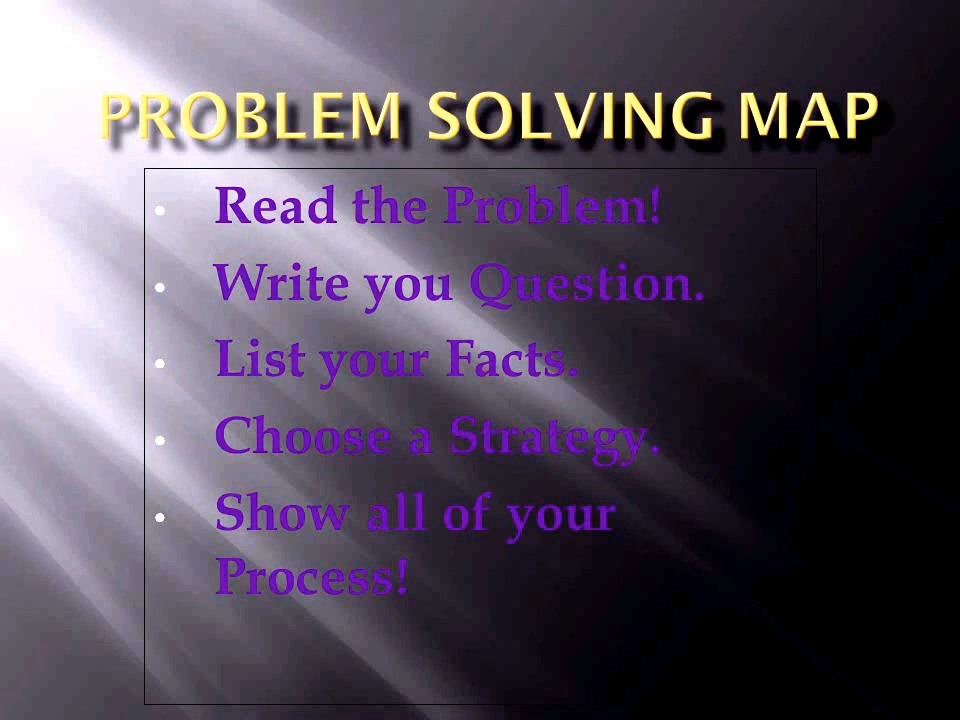 PROBLEM SOLVING MAP
• Read the Problem!
• Write you Question.
• List your Facts.
• Choose a Strategy.
• Show all of your
Process!